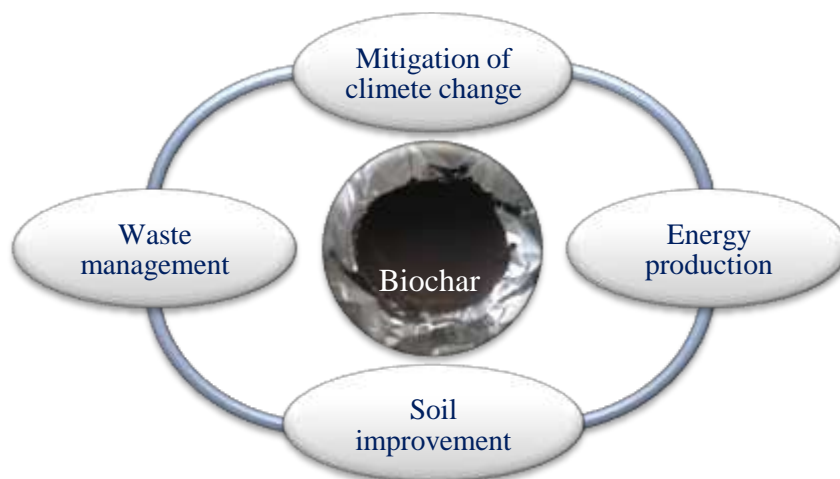 Mitigation of
climete change
Waste
management
Biochar
Energy
production
Soil
improvement